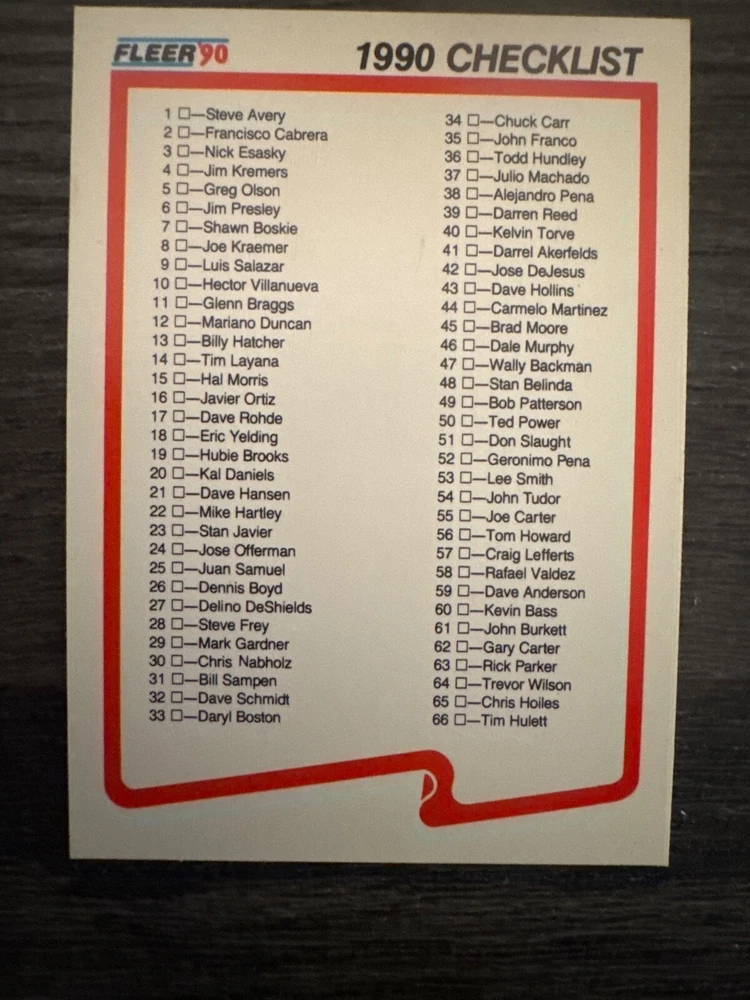 FLEER '90
1990 CHECKLIST
1 □—Steve Avery
2 □—Francisco Cabrera
3 □—Nick Esasky
4 □—Jim Kremers
5 □—Greg Olson
6 □—Jim Presley
7 □—Shawn Boskie
8 □—Joe Kraemer
9 □—Luis Salazar
10 □—Hector Villanueva
11 □—Glenn Braggs
12 □—Mariano Duncan
13 □—Billy Hatcher
14 □—Tim Layana
15 □—Hal Morris
16 □—Javier Ortiz
17 □—Dave Rohde
18 □—Eric Yelding
19 □—Hubie Brooks
20 □—Kal Daniels
21 □—Dave Hansen
22 □—Mike Hartley
23 □—Stan Javier
24 □—Jose Offerman
25 □—Juan Samuel
26 □—Dennis Boyd
27 □—Delino DeShields
28 □—Steve Frey
29 □—Mark Gardner
30 □—Chris Nabholz
31 □—Bill Sampen
32 □—Dave Schmidt
33 □—Daryl Boston
34 □—Chuck Carr
35 □—John Franco
36 □—Todd Hundley
37 □—Julio Machado
38 □—Alejandro Pena
39 □—Darren Reed
40 □—Kelvin Torve
41 □—Darrel Akerfelds
42 □—Jose DeJesus
43 □—Dave Hollins
44 □—Carmelo Martinez
45 □—Brad Moore
46 □—Dale Murphy
47 □—Wally Backman
48 □—Stan Belinda
49 □—Bob Patterson
50 □—Ted Power
51 □—Don Slaught
52 □—Geronimo Pena
53 □—Lee Smith
54 □—John Tudor
55 □—Joe Carter
56 □—Tom Howard
57 □—Craig Lefferts
58 □—Rafael Valdez
59 □—Dave Anderson
60 □—Kevin Bass
61 □—John Burkett
62 □—Gary Carter
63 □—Rick Parker
64 □—Trevor Wilson
65 □—Chris Hoiles
66 □—Tim Hulett